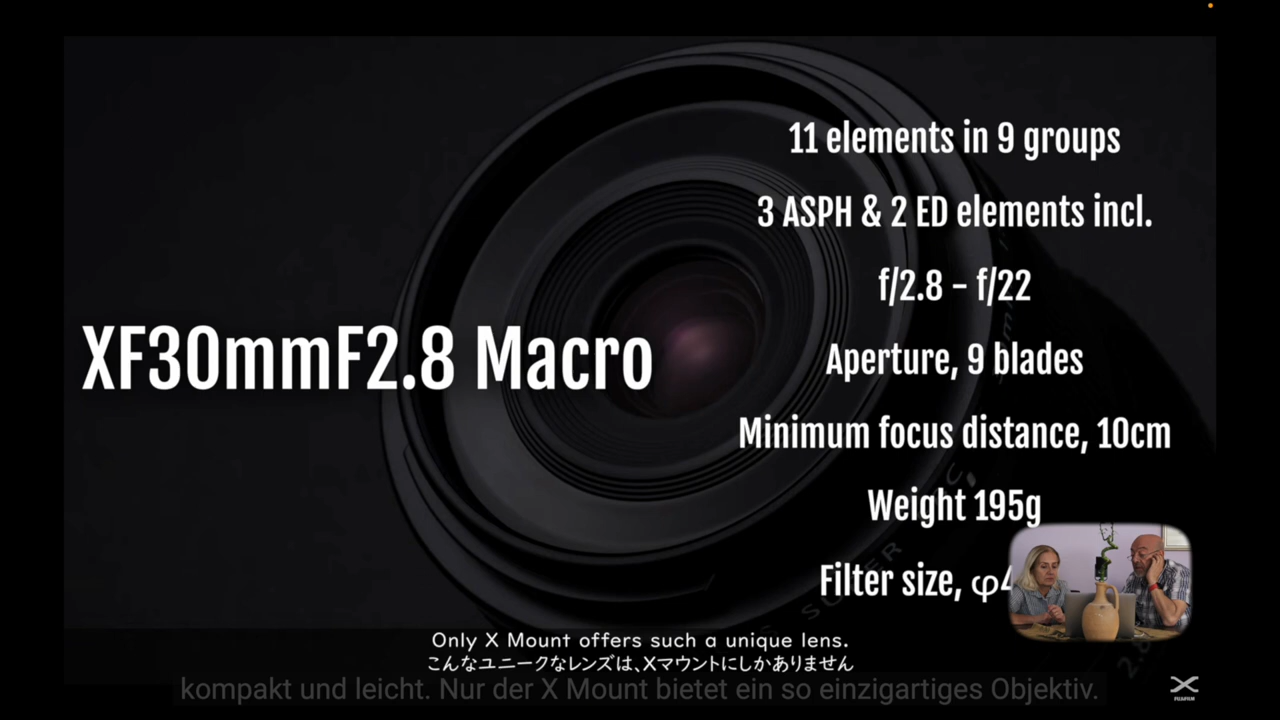 11 elements in 9 groups
3 ASPH & 2 ED elements incl.
f/2.8 – f/22
XF30mmF2.8 Macro
Aperture, 9 blades
Minimum focus distance, 10cm
Weight 195g
Filter size, φ4
Only X Mount offers such a unique lens.
こんなユニークなレンズは、Xマウントにしかありません
kompakt und leicht. Nur der X Mount bietet ein so einzigartiges Objektiv.
FUJIFILM